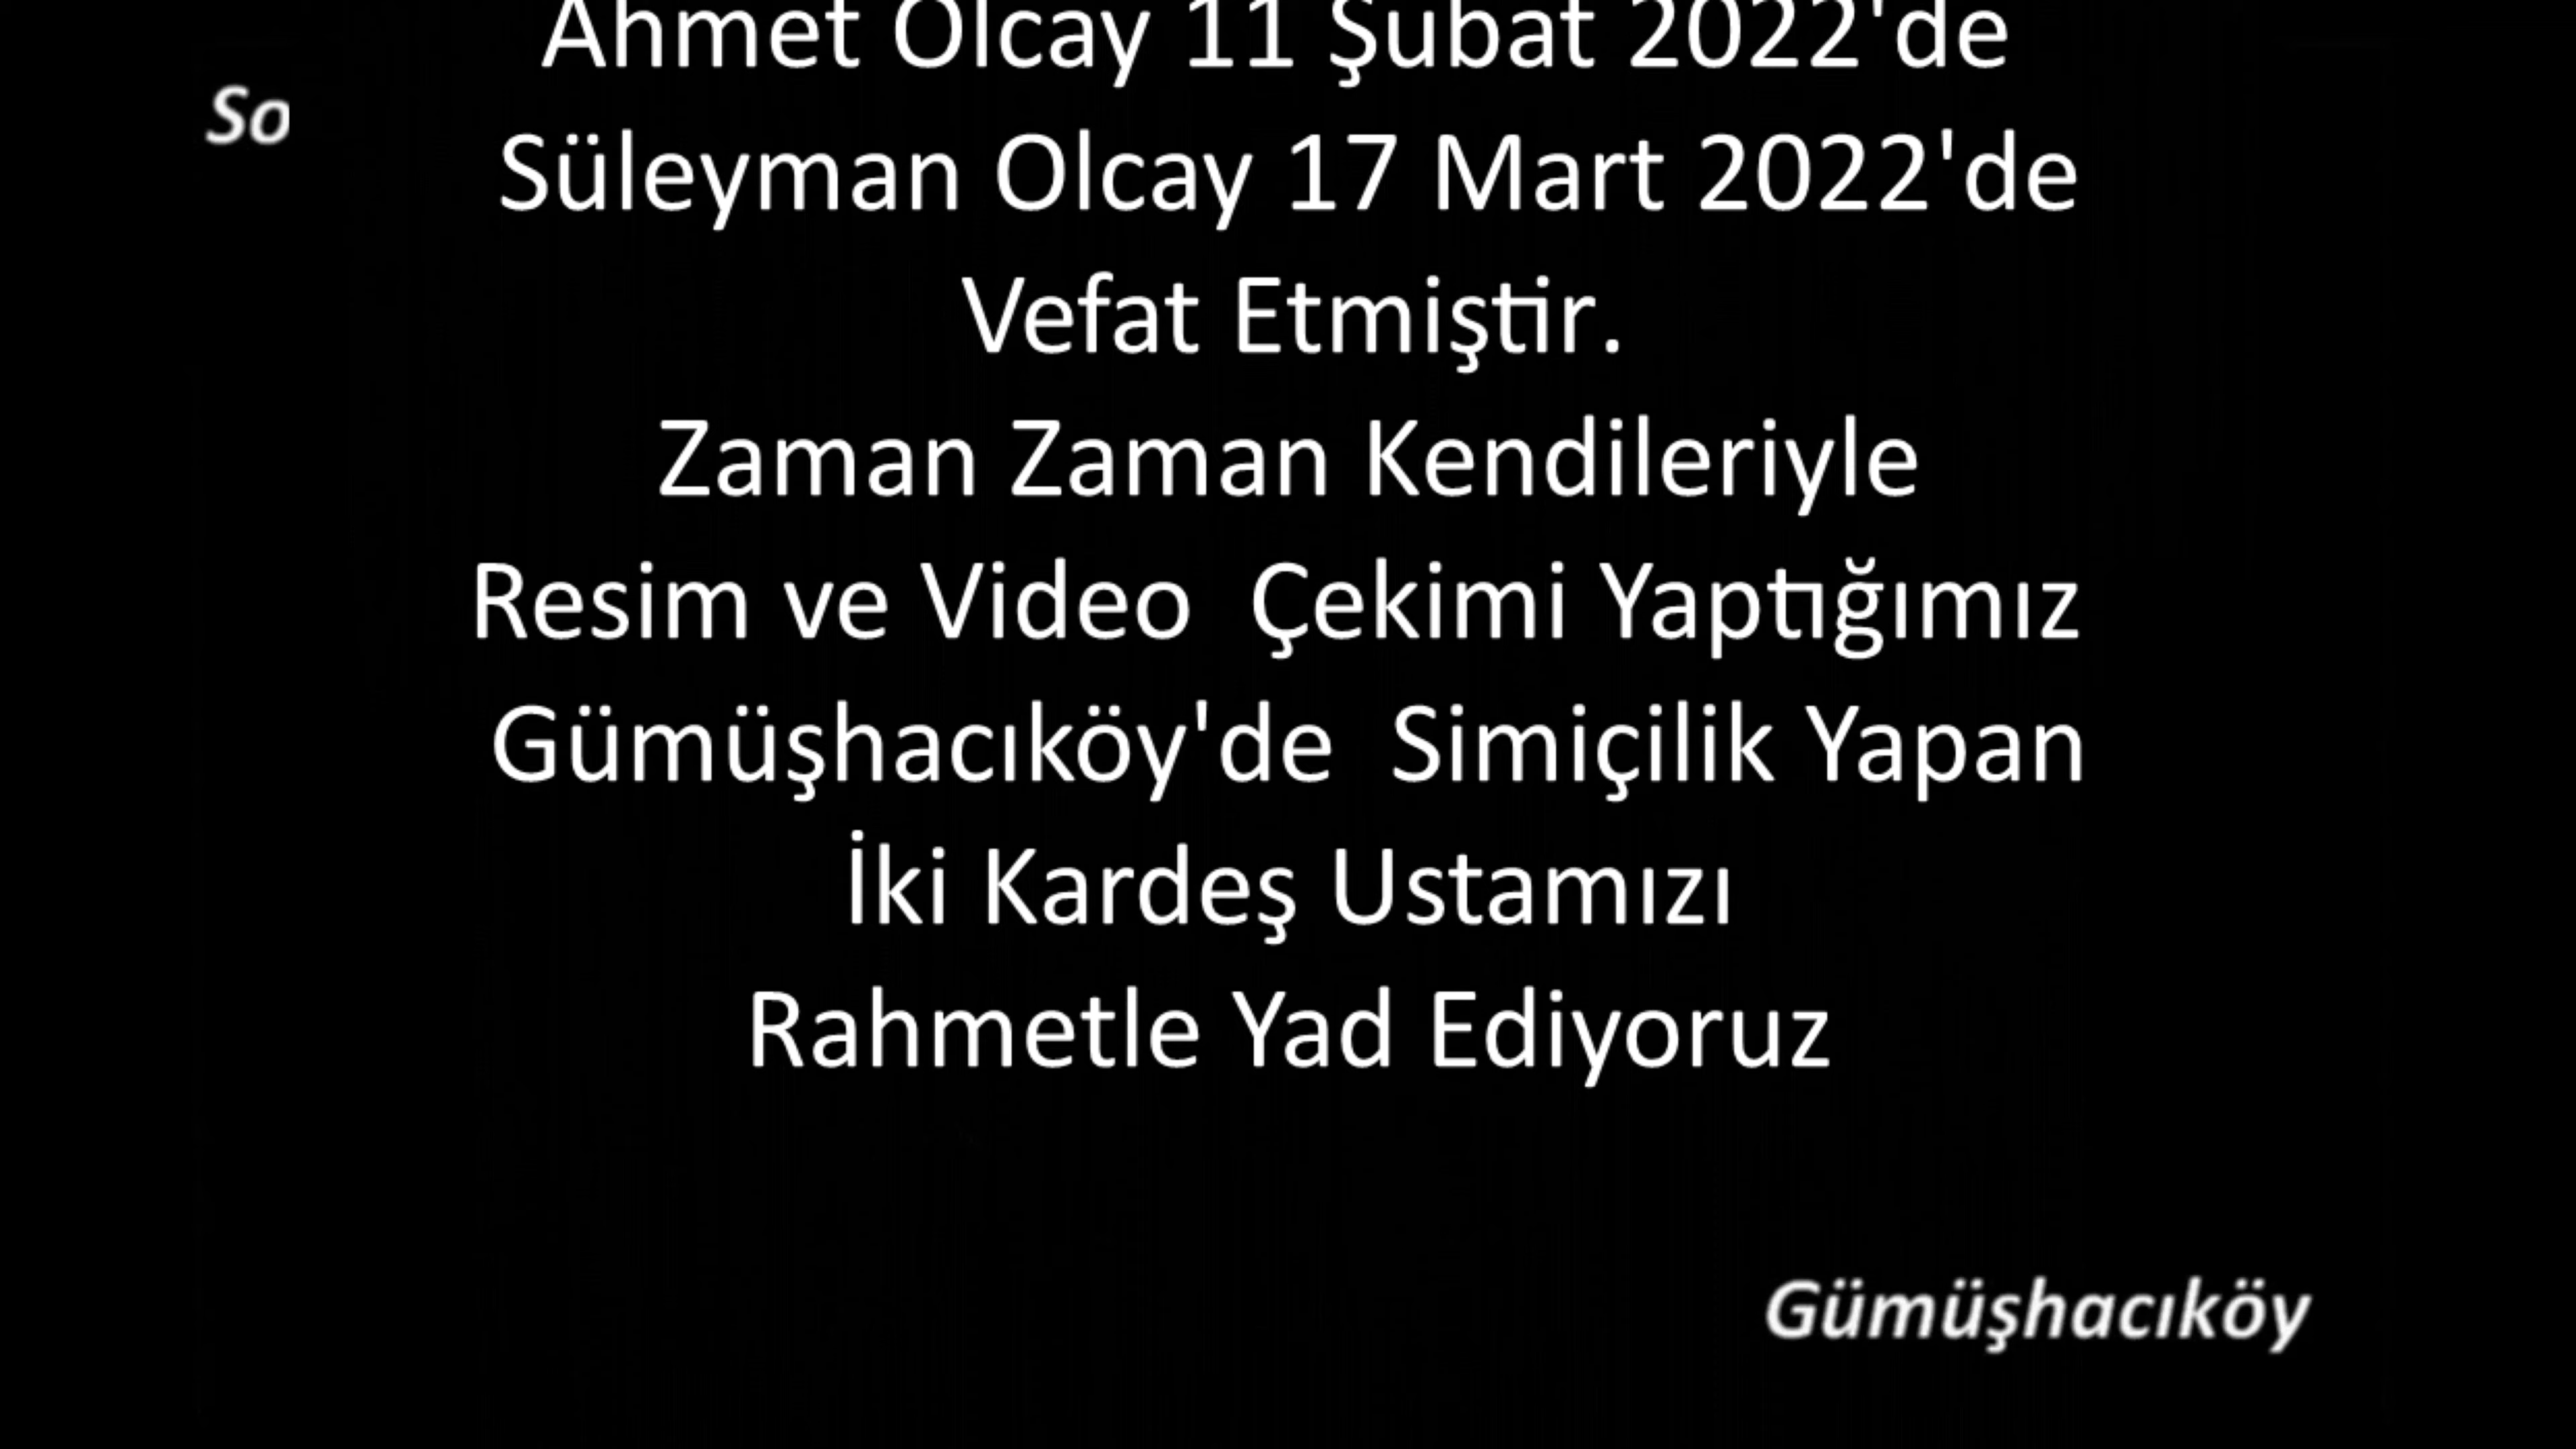 Ahmet Olcay 11 Şubat 2022'de
So
Süleyman Olcay 17 Mart 2022'de
Vefat Etmiştir.
Zaman Zaman Kendileriyle
Resim ve Video  Çekimi Yaptığımız
Gümüşhacıköy'de  Simiçilik Yapan
İki Kardeş Ustamızı
Rahmetle Yad Ediyoruz
Gümüşhacıköy